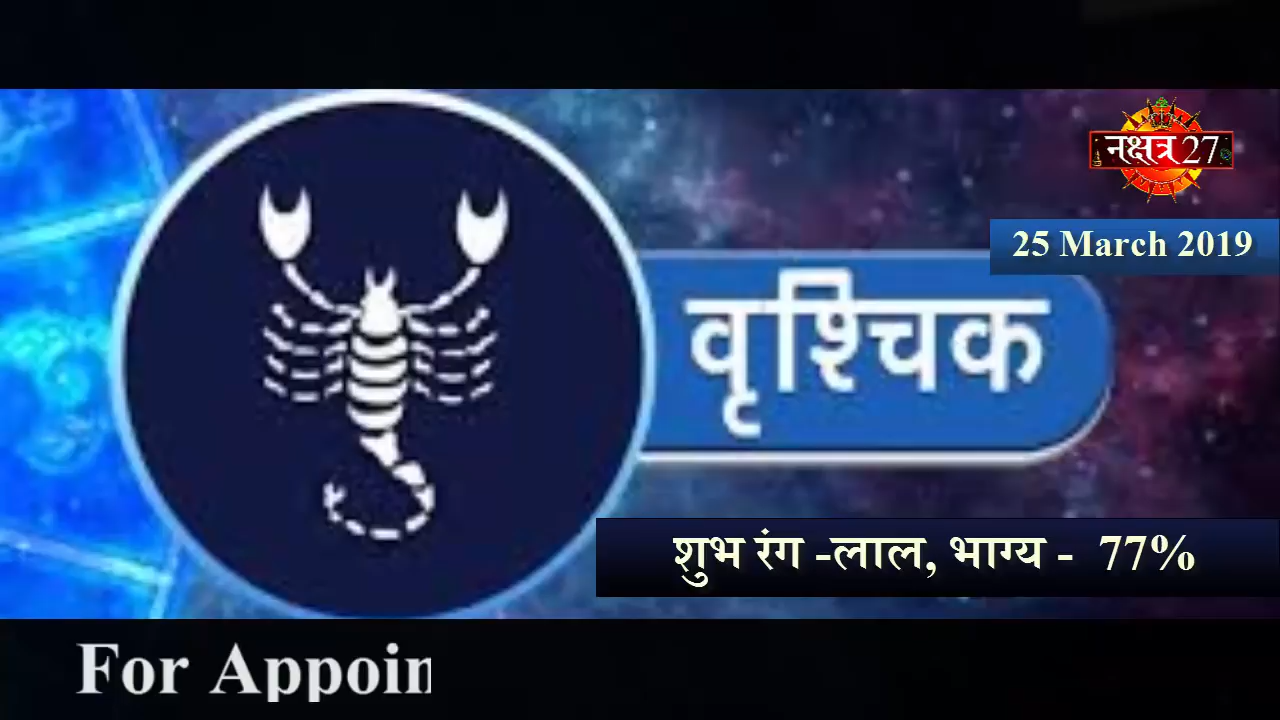 नक्षत्र 27
25 March 2019
वृश्चिक
शुभ रंग -लाल, भाग्य - 77%
For Appoin